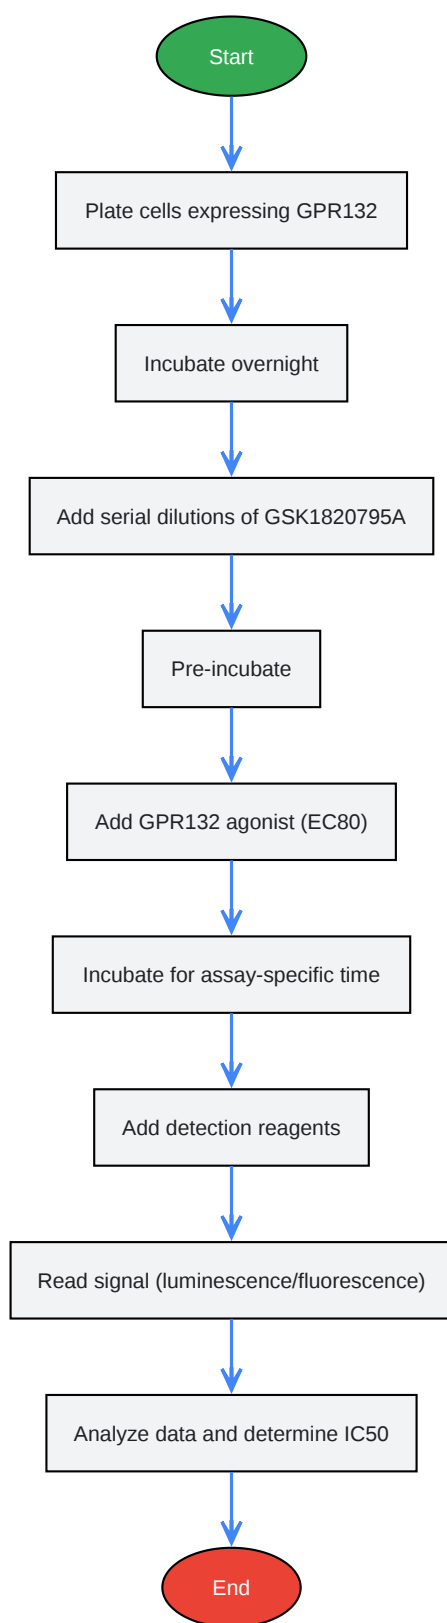 Start
Plate cells expressing GPR132
Incubate overnight
Add serial dilutions of GSK1820795A
Pre-incubate
Add GPR132 agonist (EC80)
Incubate for assay-specific time
Add detection reagents
Read signal (luminescence/fluorescence)
Analyze data and determine IC50
End